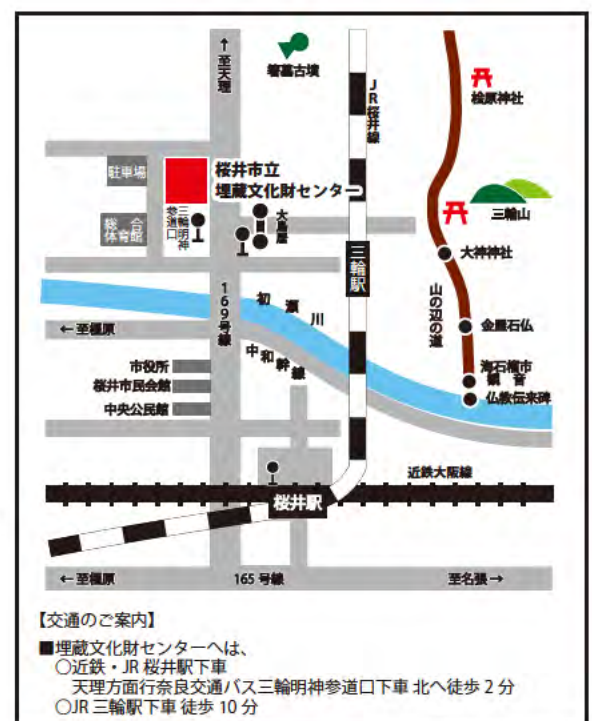 ↑至天理
箸墓古墳
JR桜井線
桧原神社
駐車場
桜井市立
埋蔵文化財センター
三輪山
総合
体育館
三輪明神
参道口
大鳥居
三輪駅
大神神社
山の辺の道
169号線
初瀬川
金屋石仏
←至橿原
中和幹線
市役所
桜井市民会館
中央公民館
海石榴市
観音
仏教伝来碑
近鉄大阪線
桜井駅
←至橿原
165号線
至名張→
【交通のご案内】
■埋蔵文化財センターへは、
○近鉄・JR 桜井駅下車
天理方面行奈良交通バス三輪明神参道口下車 北へ徒歩 2 分
○JR 三輪駅下車 徒歩 10 分